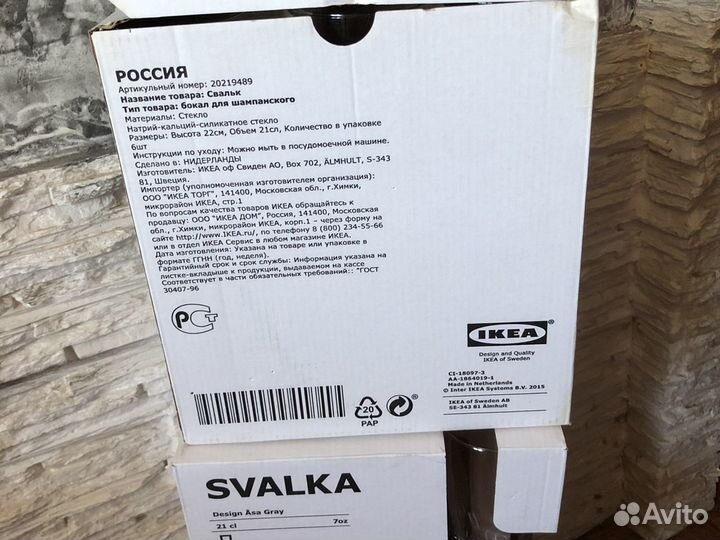 РОССИЯ
Артикульный номер: 20219489
Название товара: Свальк
Тип товара: бокал для шампанского
Материалы: Стекло
Натрий-кальций-силикатное стекло
Размеры: Высота 22см, Объем 21сл, Количество в упаковке
6шт
Инструкции по уходу: Можно мыть в посудомоечной машине.
Сделано в: НИДЕРЛАНДЫ
Изготовитель: ИКЕА оф Свиден АО, Box 702, ÄLMHULT, S-343
81, Швеция.
Импортер (уполномоченная изготовителем организация):
ООО "ИКЕА ТОРГ", 141400, Московская обл., г.Химки,
микрорайон ИКЕА, стр.1
По вопросам качества товаров ИКЕА обращайтесь к
продавцу: ООО "ИКЕА ДОМ", Россия, 141400, Московская
обл., г.Химки, микрорайон ИКЕА, корп.1 – через форму на
сайте http://www.IKEA.ru/, по телефону 8 (800) 234-55-66
или в отдел ИКЕА Сервис в любом магазине ИКЕА.
Дата изготовления: Указана на товаре или упаковке в
формате ГГНН (год, неделя).
Гарантийный срок и срок службы: Информация указана на
листке-вкладыше к продукции, выдаваемом на кассе
Соответствует в части обязательных требований:: "ГОСТ
30407-96
РСТ
IKEA
Design and Quality
IKEA of Sweden
CI-18097-3
AA-1864019-1
Made in Netherlands
© Inter IKEA Systems B.V. 2015
IKEA of Sweden AB
SE-343 81 Älmhult
20
PAP
SVALKA
Design Åsa Gray
21 cl 7oz
Avito